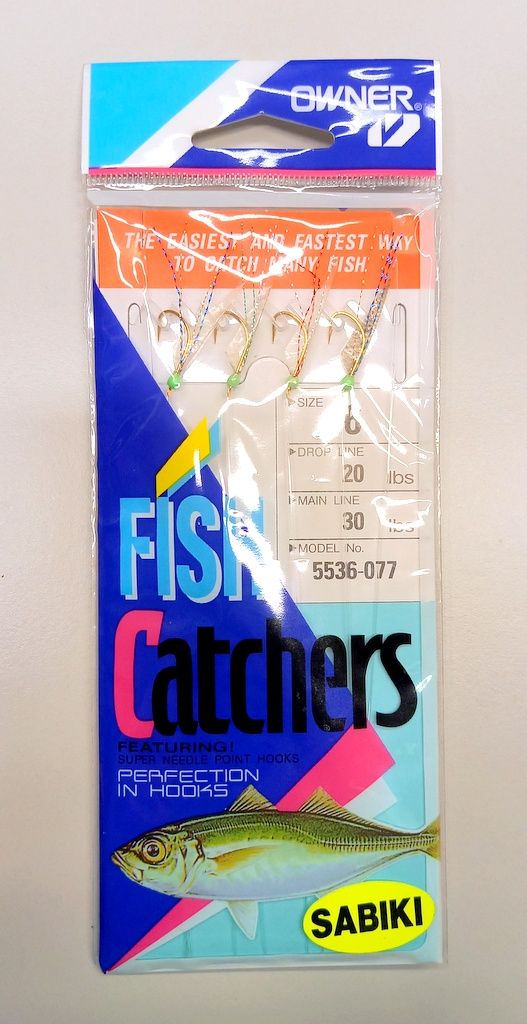 OWNER®
THE EASIEST AND FASTEST WAY
TO CATCH MANY FISH
▶SIZE
6
▶DROP LINE
20 lbs
▶MAIN LINE
30 lbs
▶MODEL No.
5536-077
FISH
Catchers
FEATURING!
SUPER NEEDLE POINT HOOKS
PERFECTION
IN HOOKS
SABIKI